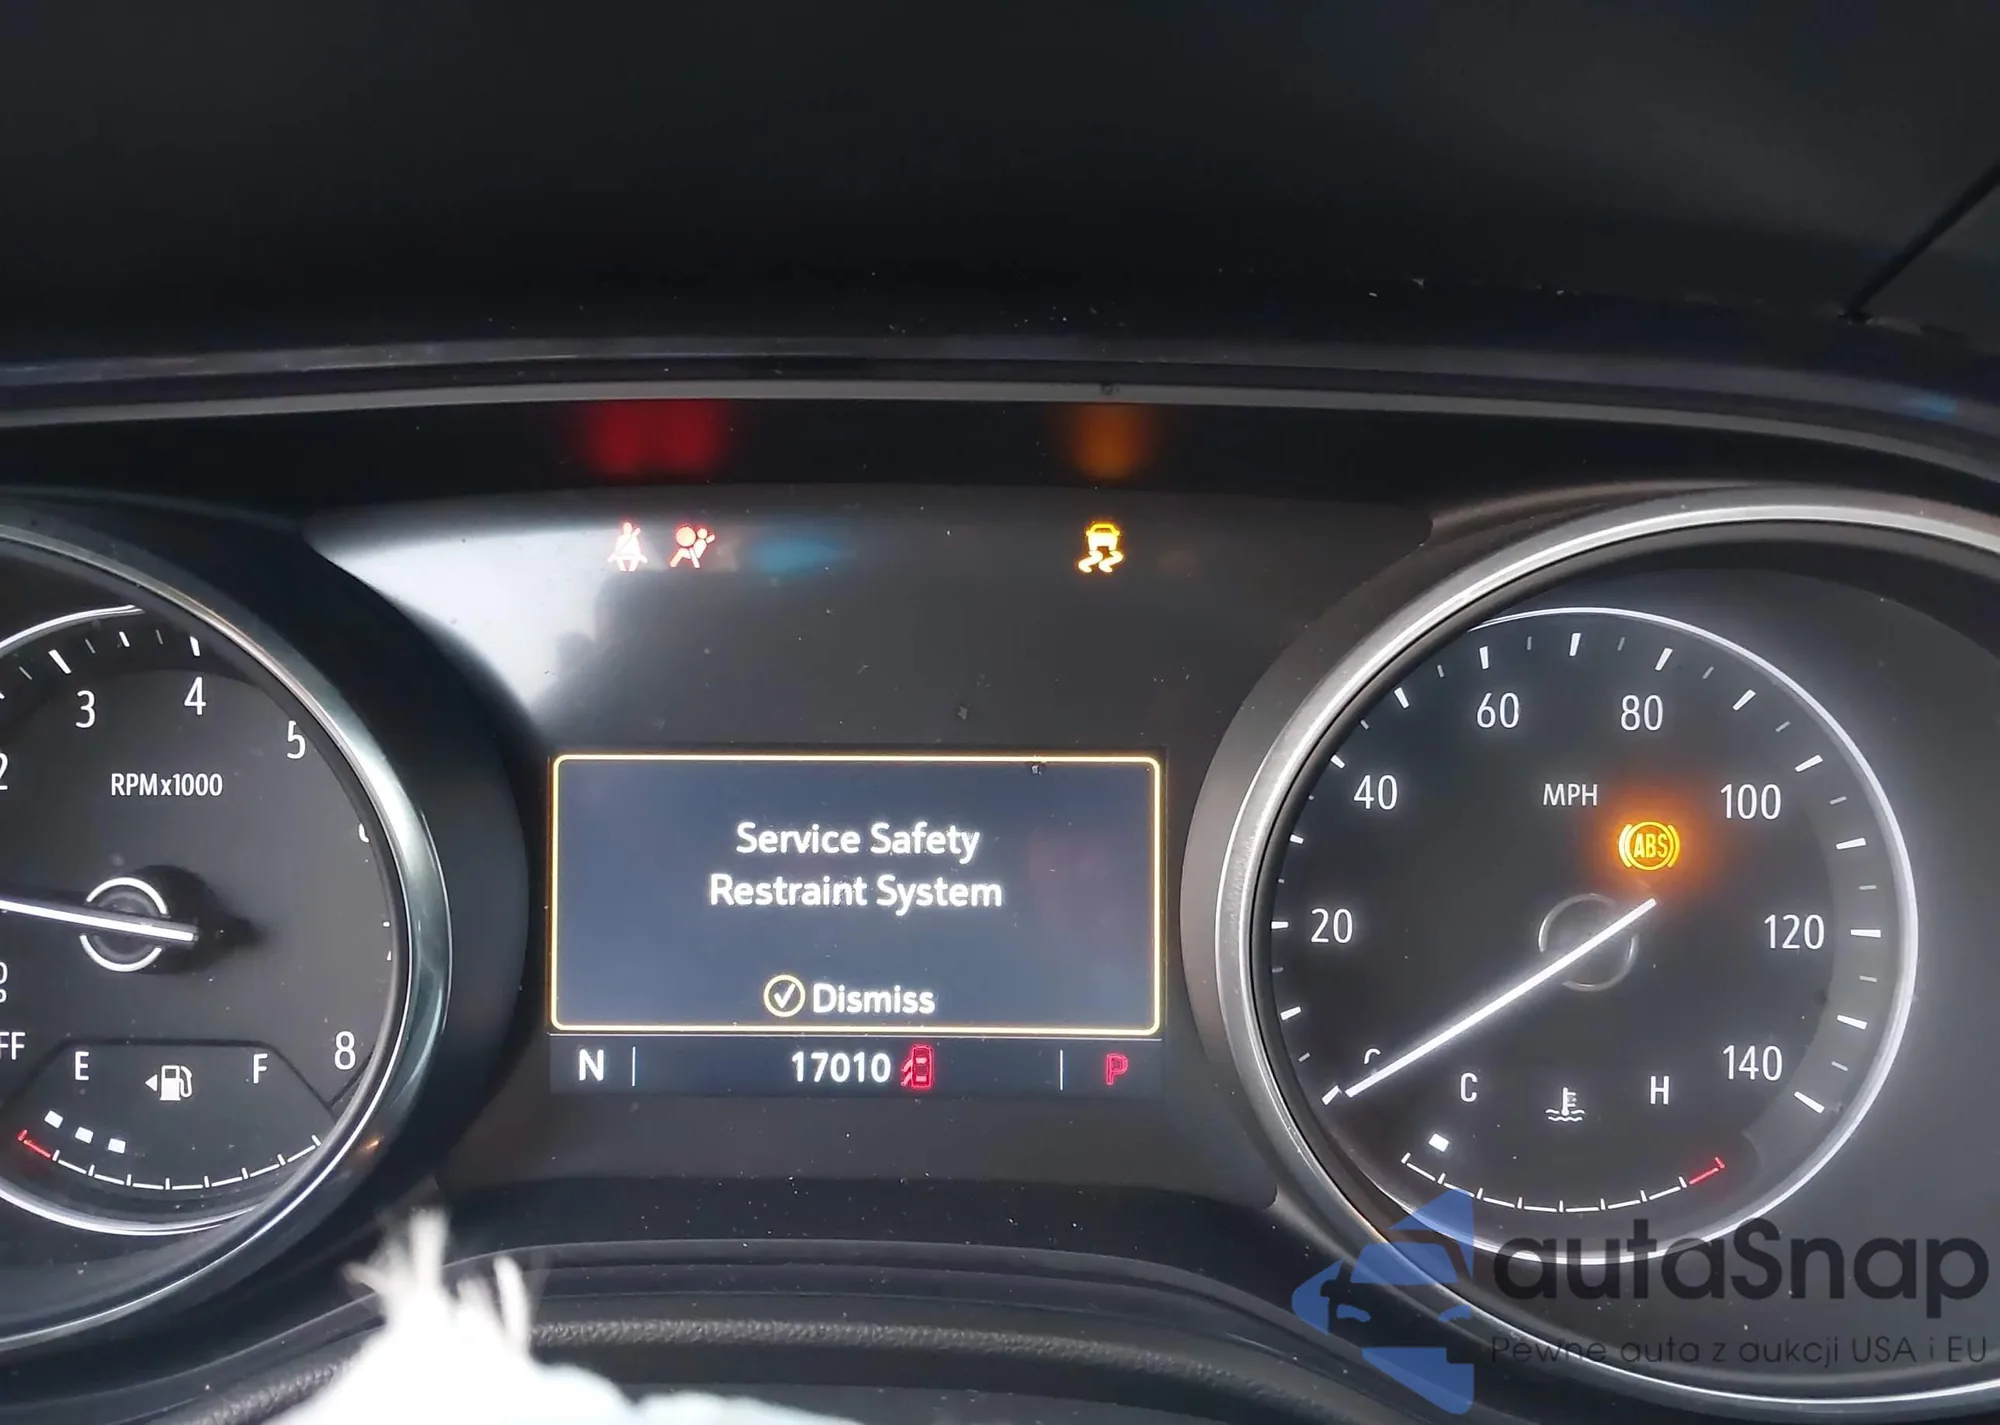 3
4
5
RPMx1000
8
E
F
Service Safety
Restraint System
Dismiss
N
17010
P
20
40
60
80
100
120
140
MPH
ABS
C
H
autaSnap
Pewne auta z aukcji USA i EU